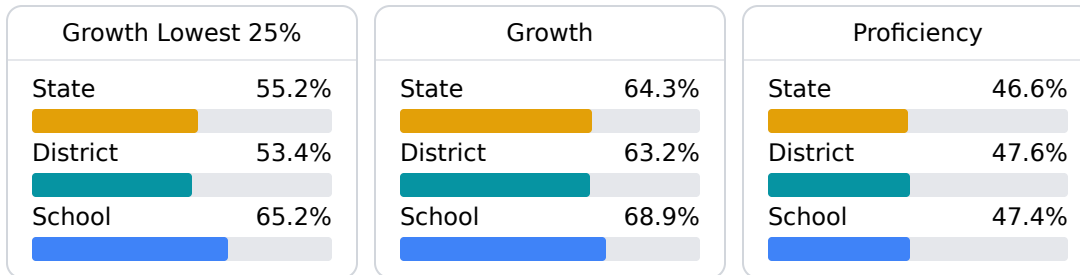 Growth Lowest 25%
State 55.2%
District 53.4%
School 65.2%
Growth
State 64.3%
District 63.2%
School 68.9%
Proficiency
State 46.6%
District 47.6%
School 47.4%